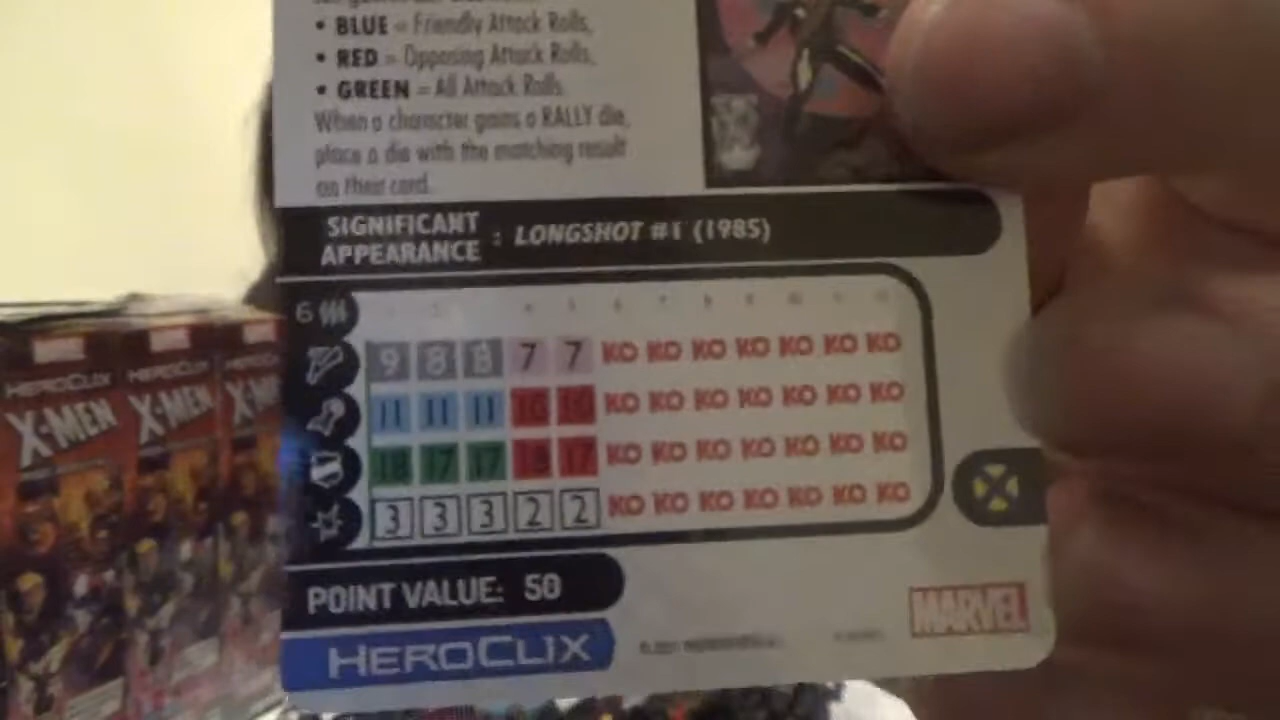 • BLUE = Friendly Attack Rolls,
• RED = Opposing Attack Rolls,
• GREEN = All Attack Rolls.
When a character gains a RALLY die,
place a die with the matching result
on their card.
SIGNIFICANT
APPEARANCE : LONGSHOT #1 (1985)
6
9 8 8 7 7 KO KO KO KO KO KO KO
11 11 11 10 10 KO KO KO KO KO KO KO
18 17 17 18 17 KO KO KO KO KO KO KO
3 3 3 2 2 KO KO KO KO KO KO KO
POINT VALUE: 50
HEROCLIX
MARVEL
HEROCLIX HEROCLIX HEROCLIX
X-MEN X-MEN X-M